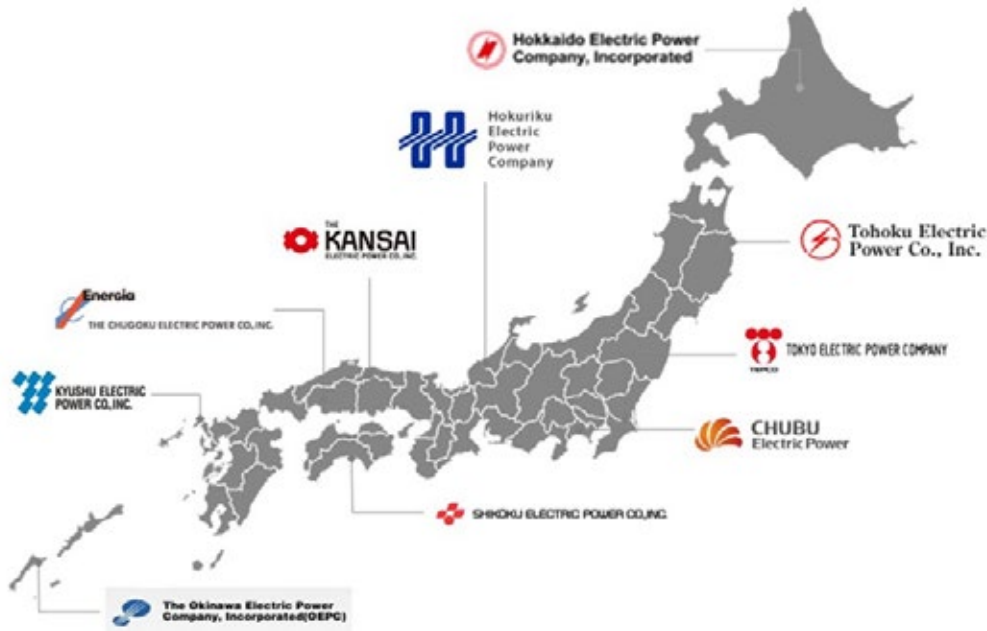 Hokkaido Electric Power
Company, Incorporated
Hokuriku
Electric
Power
Company
THE
KANSAI
ELECTRIC POWER CO., INC.
Tohoku Electric
Power Co., Inc.
Energia
THE CHUGOKU ELECTRIC POWER CO., INC.
TEPCO
TOKYO ELECTRIC POWER COMPANY
KYUSHU ELECTRIC
POWER CO., INC.
CHUBU
Electric Power
SHIKOKU ELECTRIC POWER CO., INC.
The Okinawa Electric Power
Company, Incorporated(OEPC)